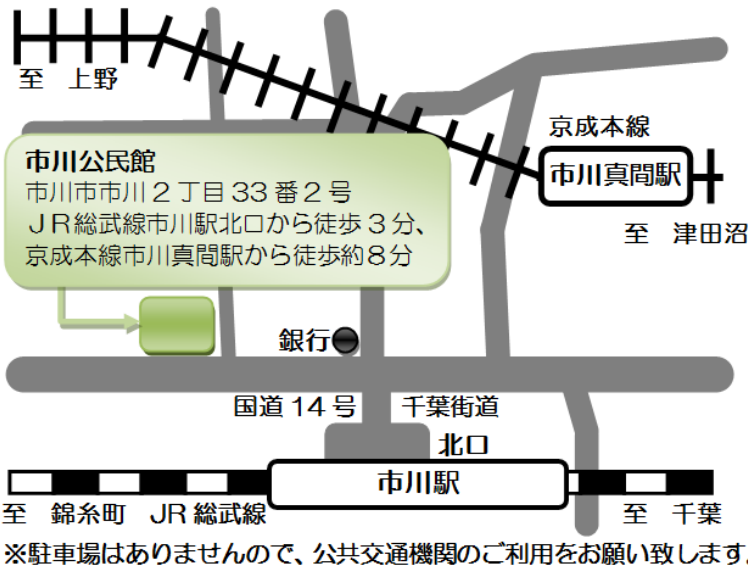 至 上野
京成本線
市川真間駅
至 津田沼
市川公民館
市川市市川２丁目33番２号
ＪＲ総武線市川駅北口から徒歩３分、
京成本線市川真間駅から徒歩約８分
銀行
国道14号 千葉街道
北口
市川駅
至 錦糸町 JR総武線
至 千葉
※駐車場はありませんので、公共交通機関のご利用をお願い致します。